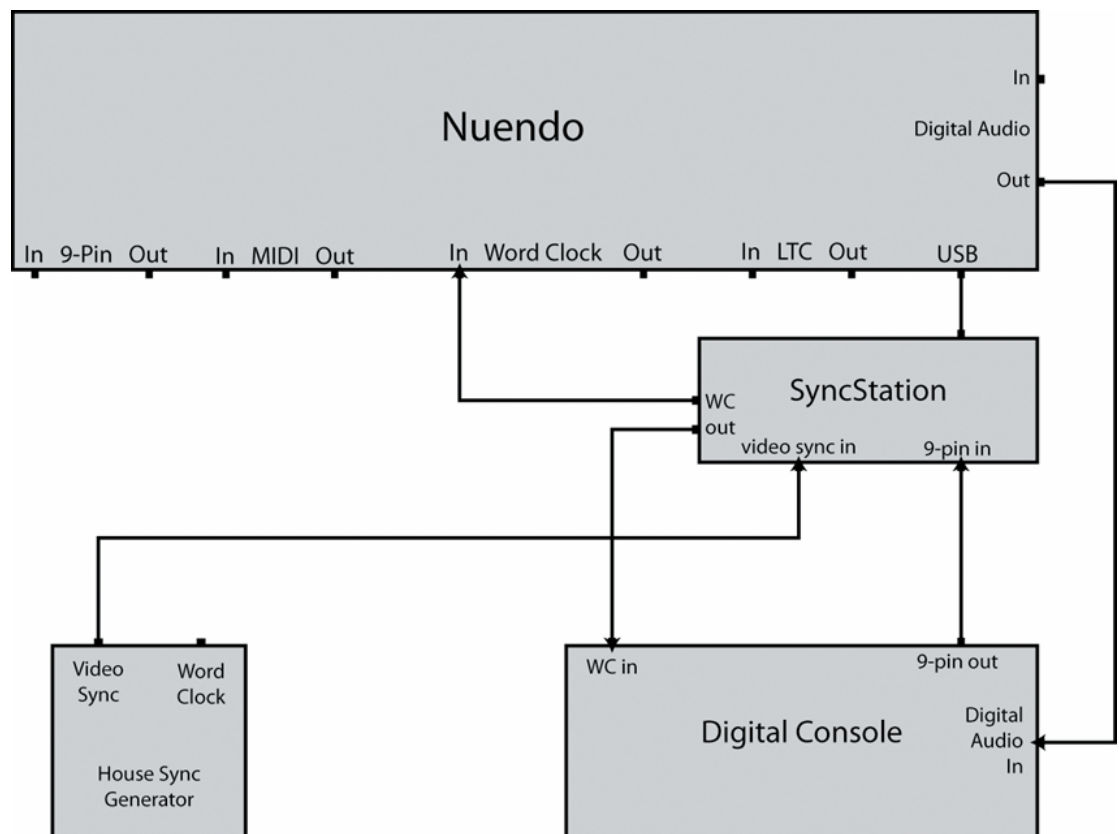 In
Nuendo
Digital Audio
Out
In 9-Pin Out In MIDI Out In Word Clock Out In LTC Out USB
SyncStation
WC
out
video sync in 9-pin in
Video
Sync
Word
Clock
House Sync
Generator
WC in 9-pin out
Digital Console
Digital
Audio
In